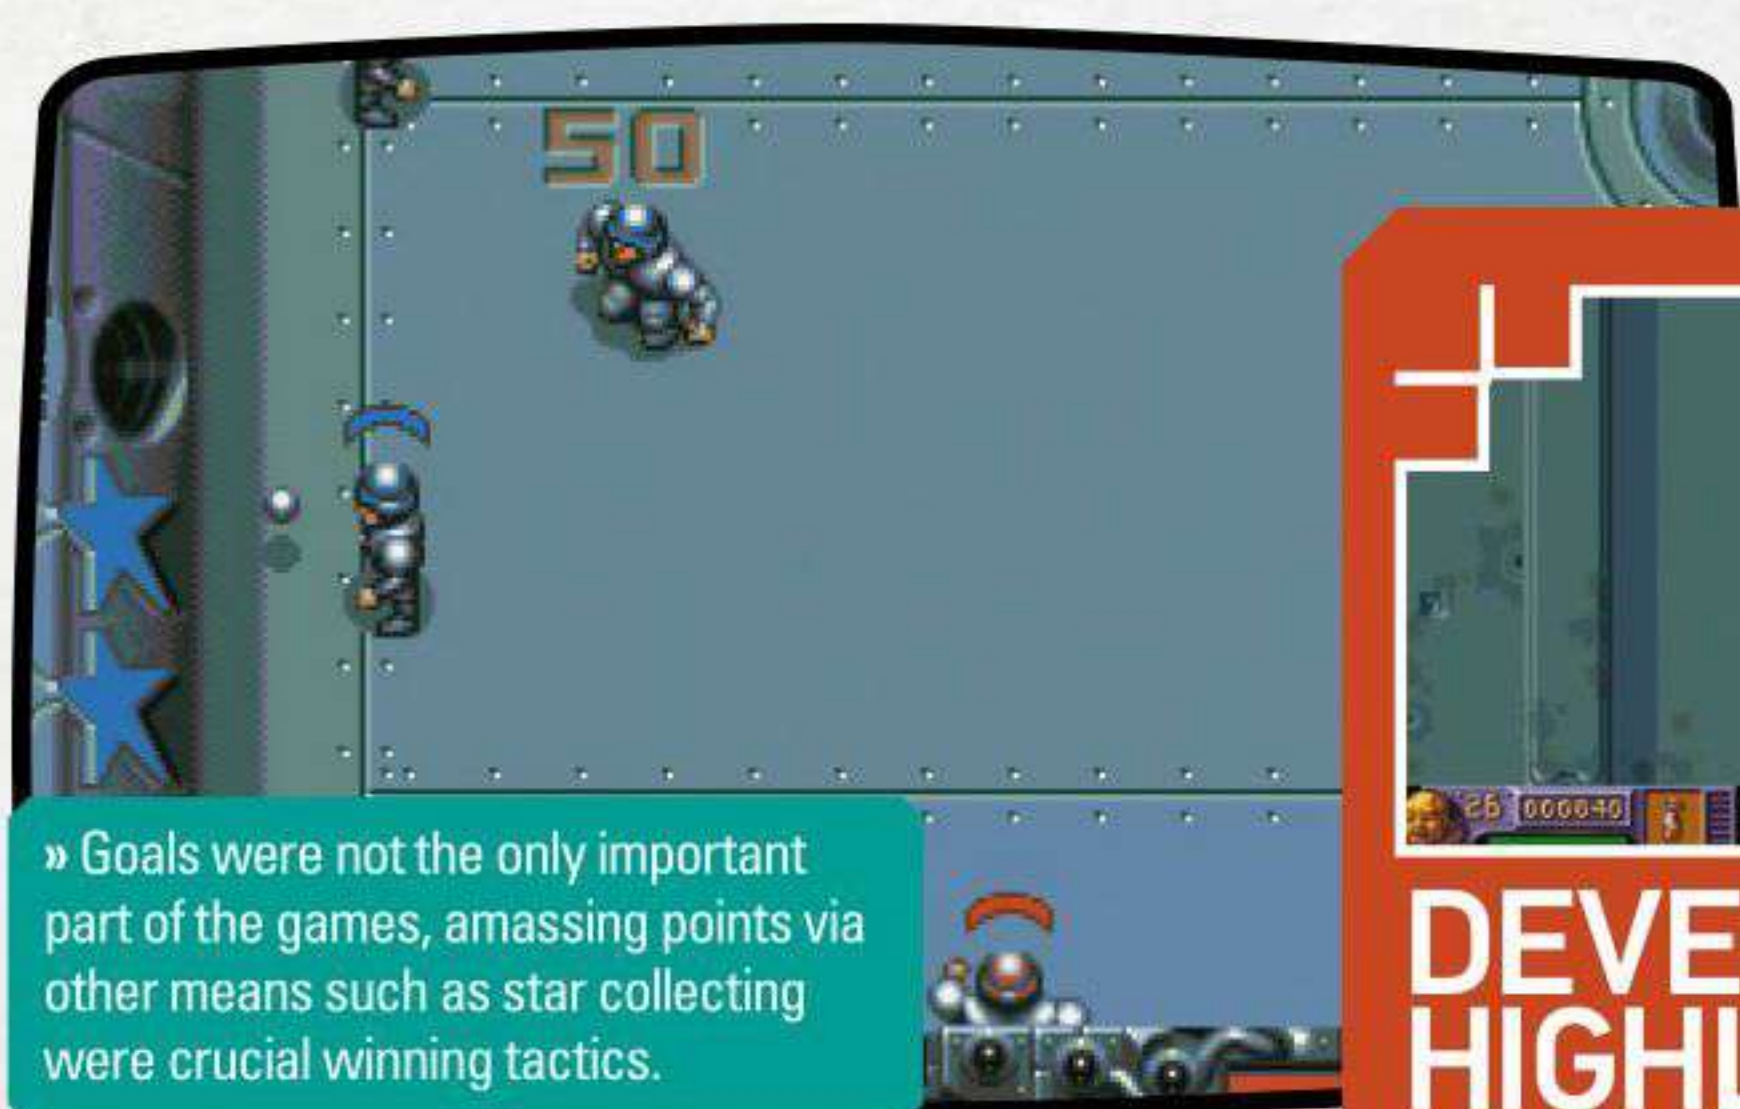 50
» Goals were not the only important
part of the games, amassing points via
other means such as star collecting
were crucial winning tactics.
26 000040
DEVE
HIGHL